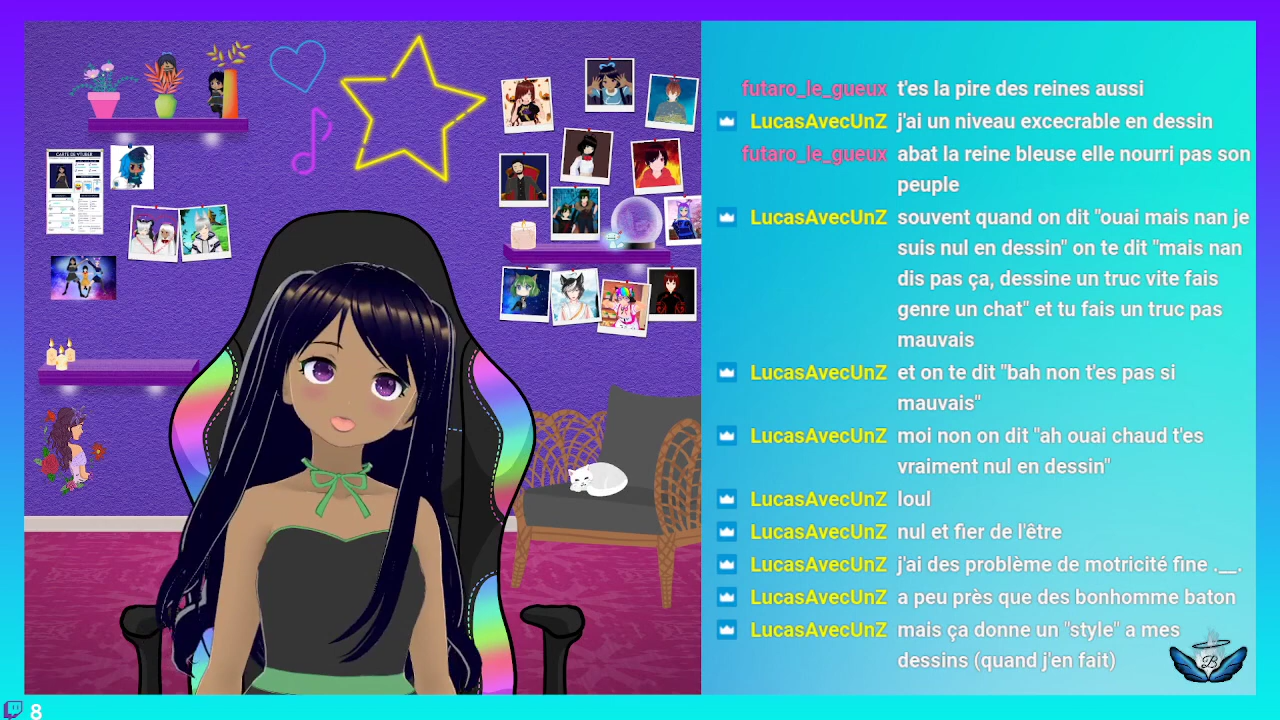 futaro_le_gueux t'es la pire des reines aussi
LucasAvecUnZ j'ai un niveau excecrable en dessin
futaro_le_gueux abat la reine bleuse elle nourri pas son
peuple
LucasAvecUnZ souvent quand on dit "ouai mais nan je
suis nul en dessin" on te dit "mais nan
dis pas ça, dessine un truc vite fais
genre un chat" et tu fais un truc pas
mauvais
LucasAvecUnZ et on te dit "bah non t'es pas si
mauvais"
LucasAvecUnZ moi non on dit "ah ouai chaud t'es
vraiment nul en dessin"
LucasAvecUnZ loul
LucasAvecUnZ nul et fier de l'être
LucasAvecUnZ j'ai des problème de motricité fine .__.
LucasAvecUnZ a peu près que des bonhomme baton
LucasAvecUnZ mais ça donne un "style" a mes
dessins (quand j'en fait)
CARTE DE VTUBER
B
8